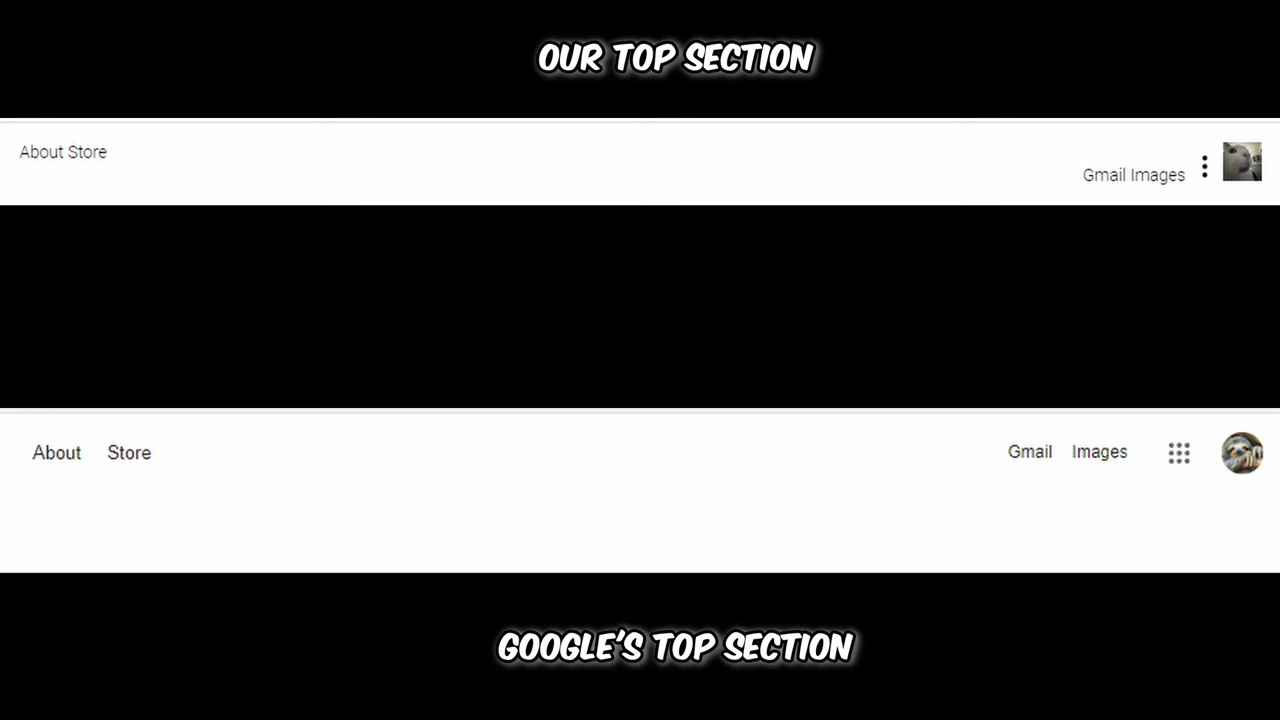 OUR TOP SECTION
About Store
Gmail Images
About Store
Gmail Images
GOOGLE'S TOP SECTION